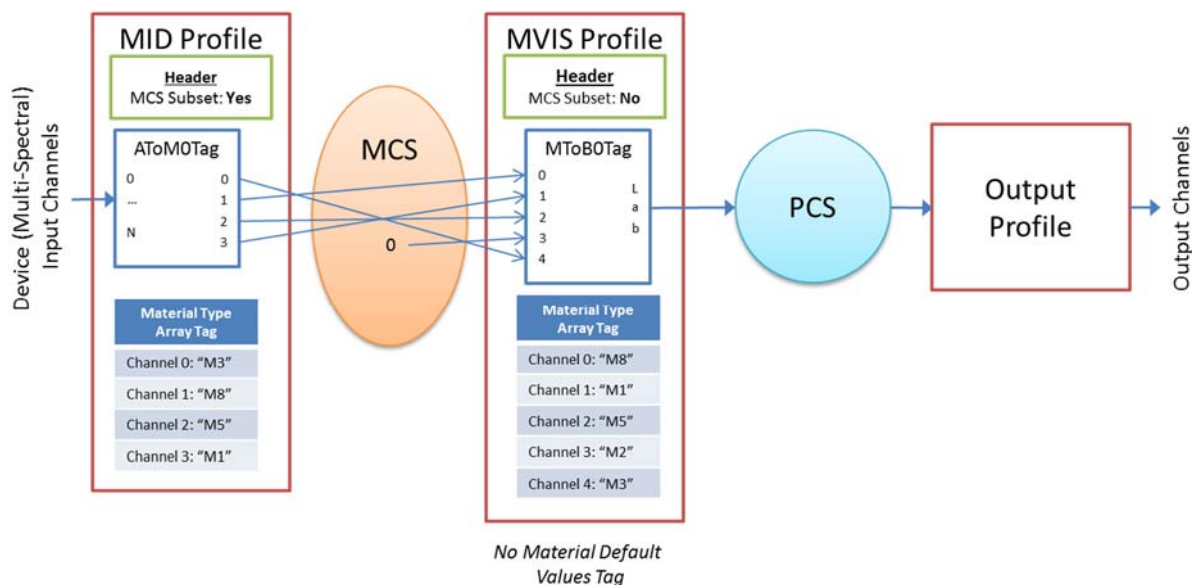 MID Profile
Header
MCS Subset: Yes
Device (Multi-Spectral)
Input Channels
AToM0Tag
0
...
N
0
1
2
3
Material Type
Array Tag
Channel 0: “M3”
Channel 1: “M8”
Channel 2: “M5”
Channel 3: “M1”
MCS
0
MVIS Profile
Header
MCS Subset: No
MToB0Tag
0
1
2
3
4
L
a
b
Material Type
Array Tag
Channel 0: “M8”
Channel 1: “M1”
Channel 2: “M5”
Channel 3: “M2”
Channel 4: “M3”
No Material Default
Values Tag
PCS
Output
Profile
Output Channels